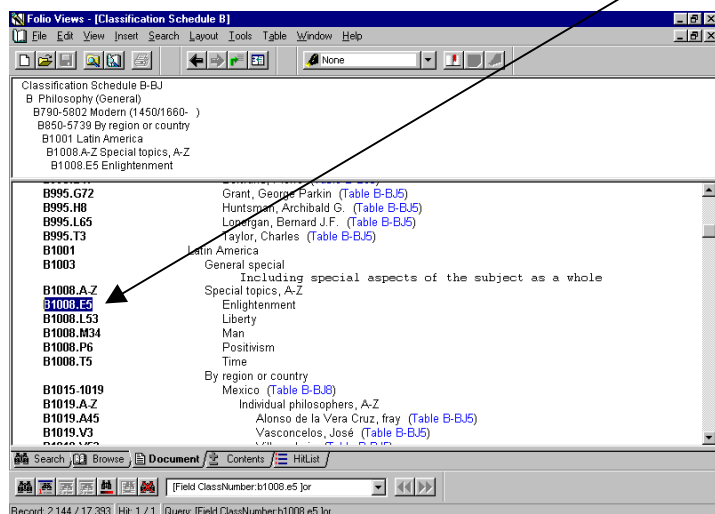 Folio Views - [Classification Schedule B]
File Edit View Insert Search Layout Tools Table Window Help
None
Classification Schedule B-BJ
B Philosophy (General)
B790-5802 Modern (1450/1660- )
B850-5739 By region or country
B1001 Latin America
B1008.A-Z Special topics, A-Z
B1008.E5 Enlightenment
B995.G72 Grant, George Parkin (Table B-BJ5)
B995.H8 Huntsman, Archibald G. (Table B-BJ5)
B995.L65 Lonergan, Bernard J.F. (Table B-BJ5)
B995.T3 Taylor, Charles (Table B-BJ5)
B1001 Latin America
B1003 General special
Including special aspects of the subject as a whole
B1008.A-Z Special topics, A-Z
B1008.E5 Enlightenment
B1008.L53 Liberty
B1008.M34 Man
B1008.P6 Positivism
B1008.T5 Time
By region or country
B1015-1019 Mexico (Table B-BJ8)
B1019.A-Z Individual philosophers, A-Z
B1019.A45 Alonso de la Vera Cruz, fray (Table B-BJ5)
B1019.V3 Vasconcelos, José (Table B-BJ5)
Search Browse Document Contents HitList
[Field ClassNumber:b1008.e5 ]or
Record: 2,144 / 17,393 Hit: 1 / 1 Query: [Field ClassNumber:b1008.e5 ]or